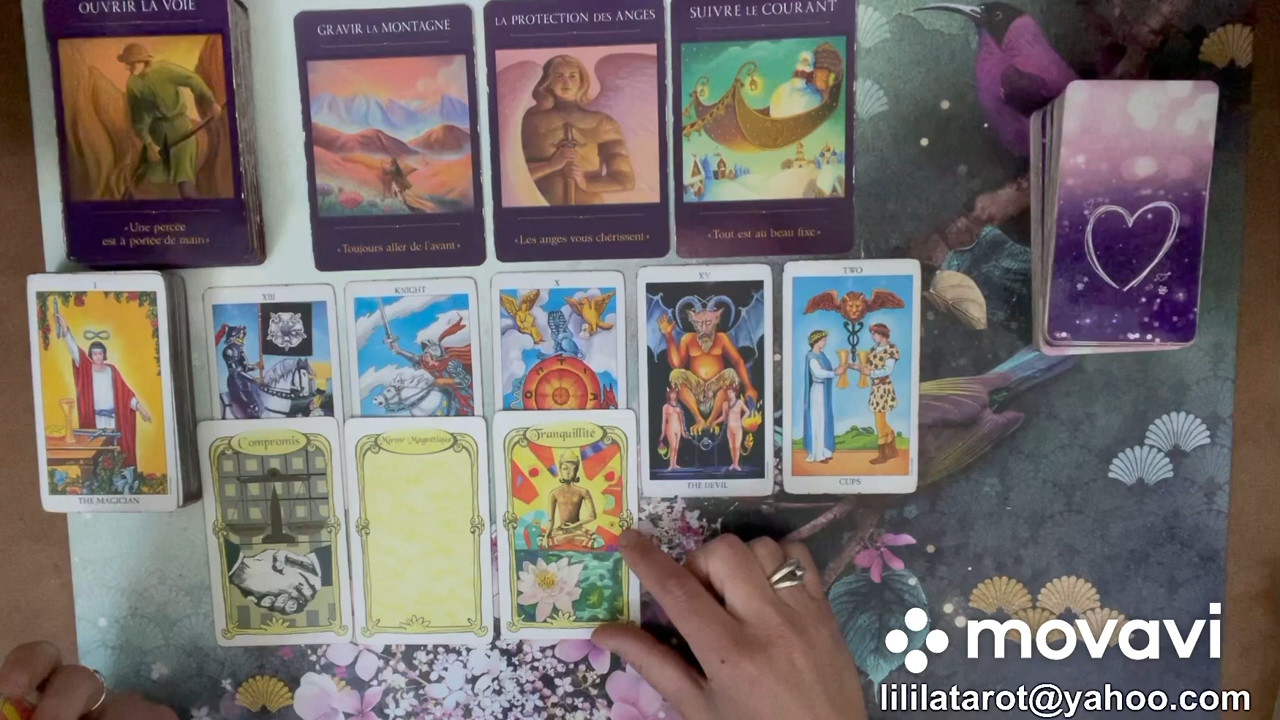 OUVRIR LA VOIE
«Une percée
est à portée de main»
GRAVIR LA MONTAGNE
«Toujours aller de l'avant»
LA PROTECTION DES ANGES
«Les anges vous chérissent»
SUIVRE LE COURANT
«Tout est au beau fixe»
I
THE MAGICIAN
XIII
KNIGHT
X
XV
THE DEVIL
TWO
CUPS
Compromis
Miroir Magnétique
Tranquillité
movavi
lililatarot@yahoo.com